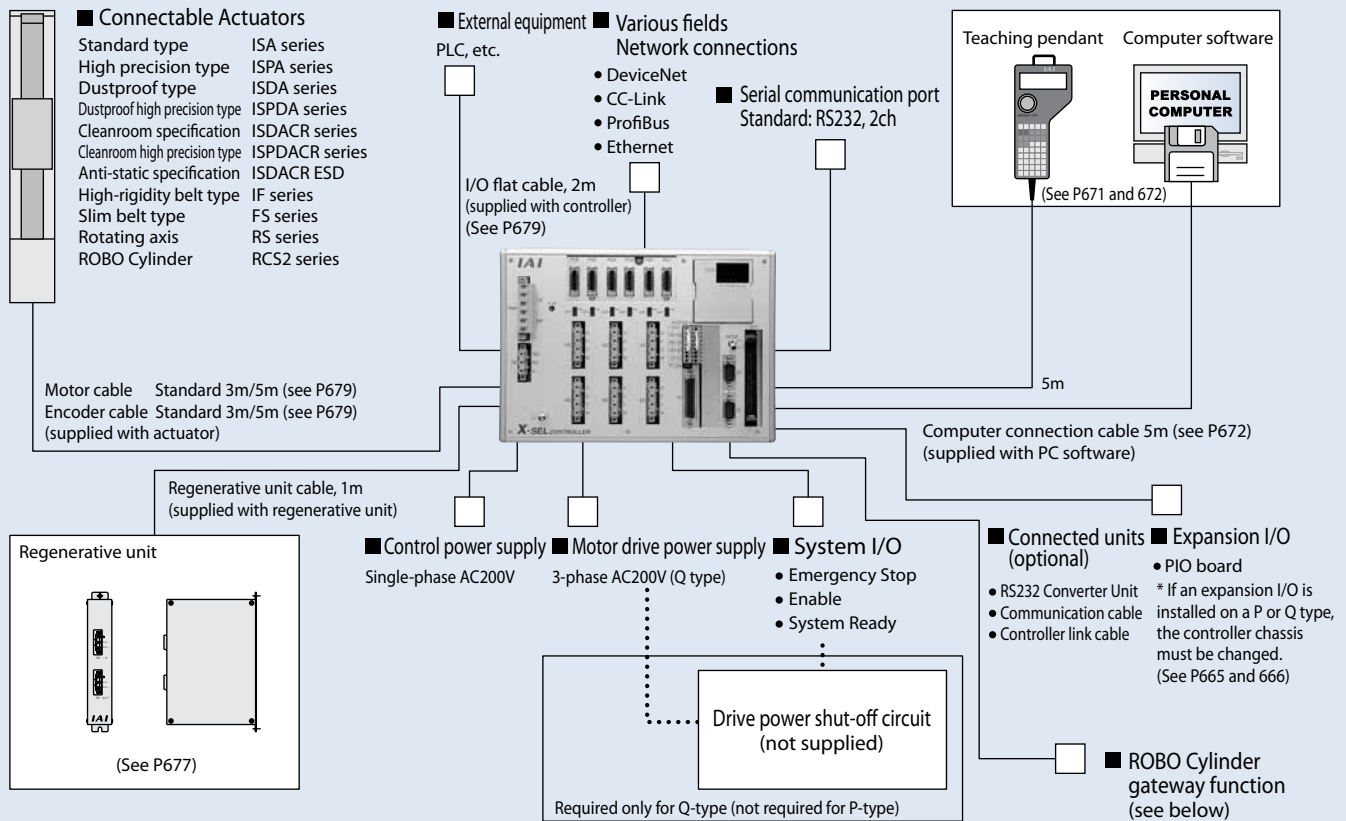 ■ Connectable Actuators
Standard type ISA series
High precision type ISPA series
Dustproof type ISDA series
Dustproof high precision type ISPDA series
Cleanroom specification ISDACR series
Cleanroom high precision type ISPDACR series
Anti-static specification ISDACR ESD
High-rigidity belt type IF series
Slim belt type FS series
Rotating axis RS series
ROBO Cylinder RCS2 series
■ External equipment
PLC, etc.
■ Various fields
Network connections
• DeviceNet
• CC-Link
• ProfiBus
• Ethernet
■ Serial communication port
Standard: RS232, 2ch
Teaching pendant
Computer software
IAI
PERSONAL
COMPUTER
(See P671 and 672)
I/O flat cable, 2m
(supplied with controller)
(See P679)
IAI
X-SEL CONTROLLER
Motor cable Standard 3m/5m (see P679)
Encoder cable Standard 3m/5m (see P679)
(supplied with actuator)
5m
Computer connection cable 5m (see P672)
(supplied with PC software)
Regenerative unit cable, 1m
(supplied with regenerative unit)
Regenerative unit
IAI
(See P677)
■ Control power supply
Single-phase AC200V
■ Motor drive power supply
3-phase AC200V (Q type)
■ System I/O
• Emergency Stop
• Enable
• System Ready
■ Connected units
(optional)
• RS232 Converter Unit
• Communication cable
• Controller link cable
■ Expansion I/O
• PIO board
* If an expansion I/O is
installed on a P or Q type,
the controller chassis
must be changed.
(See P665 and 666)
Drive power shut-off circuit
(not supplied)
Required only for Q-type (not required for P-type)
■ ROBO Cylinder
gateway function
(see below)